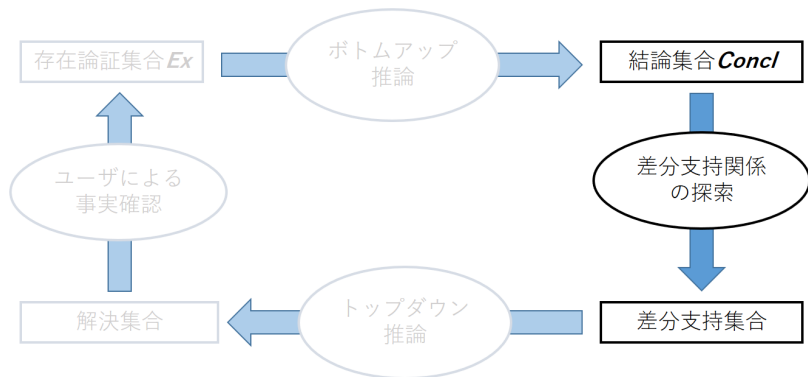 存在論証集合Ex
ボトムアップ
推論
結論集合Concl
ユーザによる
事実確認
差分支持関係
の探索
解決集合
トップダウン
推論
差分支持集合